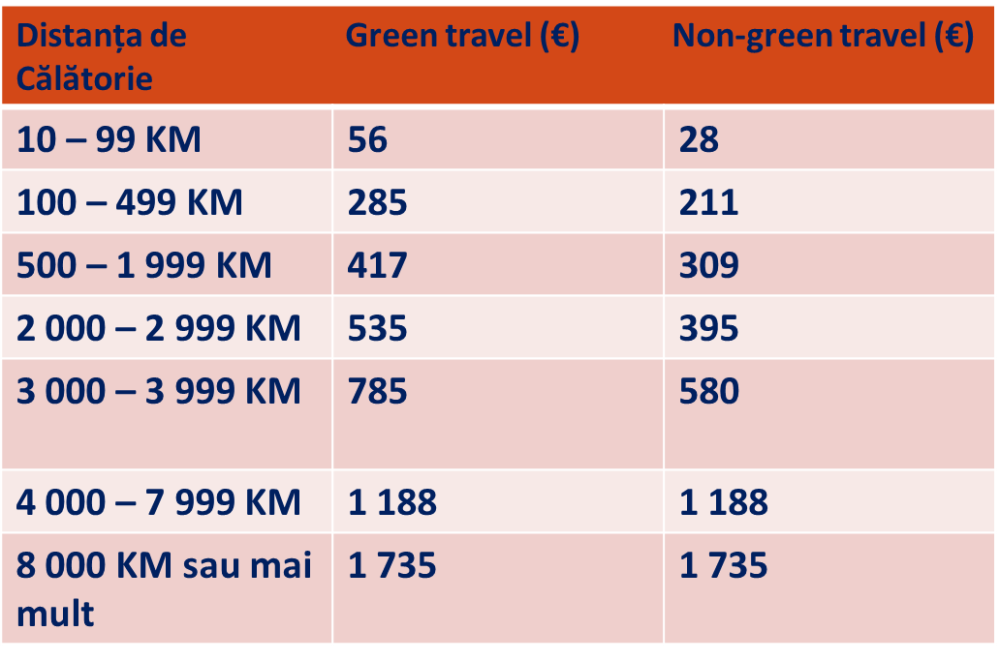 Distanța de Călătorie Green travel (€) Non-green travel (€)
10 – 99 KM 56 28
100 – 499 KM 285 211
500 – 1 999 KM 417 309
2 000 – 2 999 KM 535 395
3 000 – 3 999 KM 785 580
4 000 – 7 999 KM 1 188 1 188
8 000 KM sau mai mult 1 735 1 735